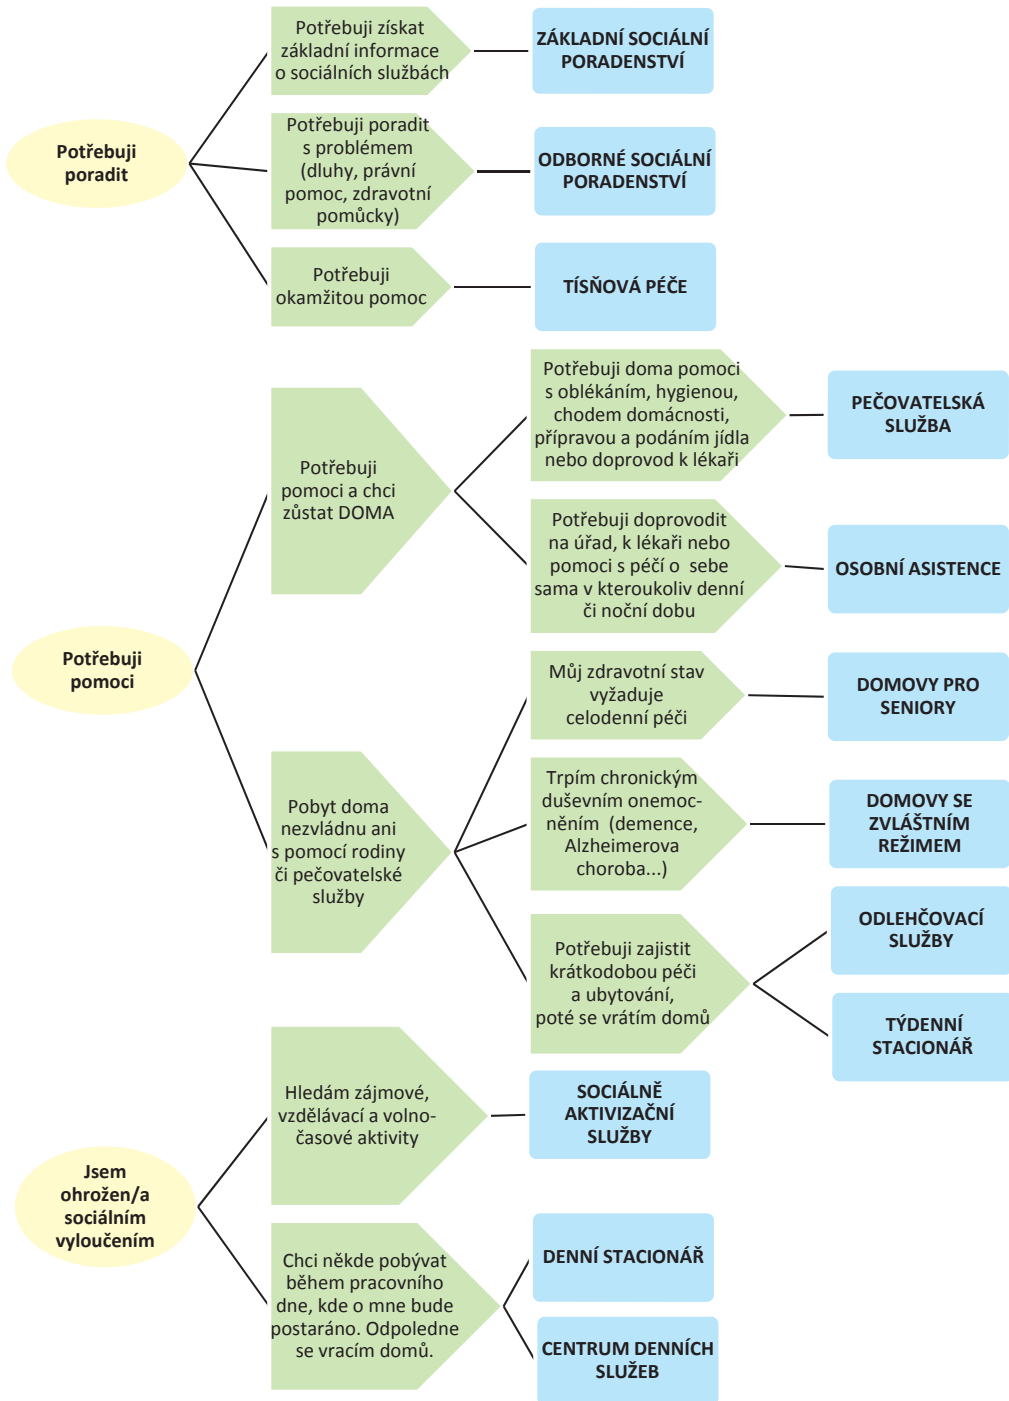 Potřebuji
poradit
Potřebuji získat
základní informace
o sociálních službách
ZÁKLADNÍ SOCIÁLNÍ
PORADENSTVÍ
Potřebuji poradit
s problémem
(dluhy, právní
pomoc, zdravotní
pomůcky)
ODBORNÉ SOCIÁLNÍ
PORADENSTVÍ
Potřebuji
okamžitou pomoc
TÍSŇOVÁ PÉČE
Potřebuji
pomoci
Potřebuji
pomoci a chci
zůstat DOMA
Potřebuji doma pomoci
s oblékáním, hygienou,
chodem domácnosti,
přípravou a podáním jídla
nebo doprovod k lékaři
PEČOVATELSKÁ
SLUŽBA
Potřebuji doprovodit
na úřad, k lékaři nebo
pomoci s péčí o sebe
sama v kteroukoliv denní
či noční dobu
OSOBNÍ ASISTENCE
Pobyt doma
nezvládnu ani
s pomocí rodiny
či pečovatelské
služby
Můj zdravotní stav
vyžaduje
celodenní péči
DOMOVY PRO
SENIORY
Trpím chronickým
duševním onemoc-
něním (demence,
Alzheimerova
choroba...)
DOMOVY SE
ZVLÁŠTNÍM
REŽIMEM
Potřebuji zajistit
krátkodobou péči
a ubytování,
poté se vrátím domů
ODLEHČOVACÍ
SLUŽBY
TÝDENNÍ
STACIONÁŘ
Jsem
ohrožen/a
sociálním
vyloučením
Hledám zájmové,
vzdělávací a volno-
časové aktivity
SOCIÁLNĚ
AKTIVIZAČNÍ
SLUŽBY
Chci někde pobývat
během pracovního
dne, kde o mne bude
postaráno. Odpoledne
se vracím domů.
DENNÍ STACIONÁŘ
CENTRUM DENNÍCH
SLUŽEB